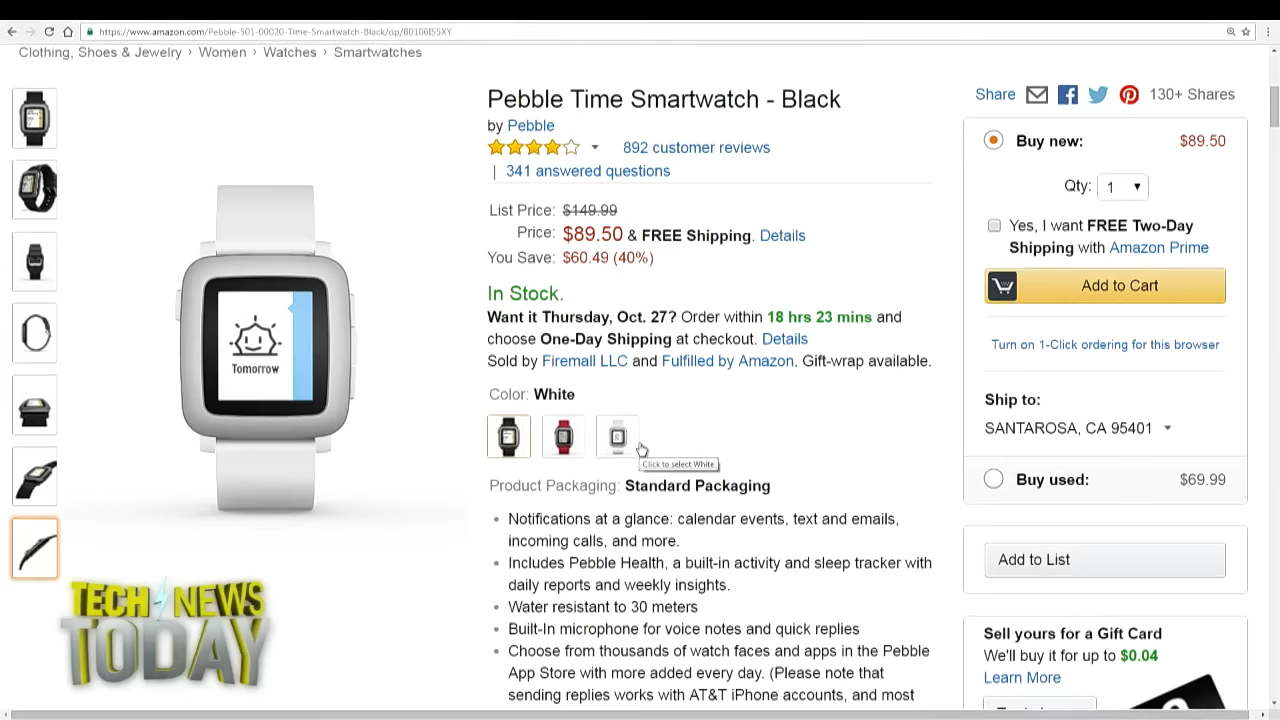 https://www.amazon.com/Pebble-501-00020-Time-Smartwatch-Black/dp/B0106IS5XY
Clothing, Shoes & Jewelry › Women › Watches › Smartwatches
Pebble Time Smartwatch - Black
by Pebble
892 customer reviews
| 341 answered questions
List Price: $149.99
Price: $89.50 & FREE Shipping. Details
You Save: $60.49 (40%)
In Stock.
Want it Thursday, Oct. 27? Order within 18 hrs 23 mins and
choose One-Day Shipping at checkout. Details
Sold by Firemall LLC and Fulfilled by Amazon. Gift-wrap available.
Color: White
Click to select White
Product Packaging: Standard Packaging
• Notifications at a glance: calendar events, text and emails,
incoming calls, and more.
• Includes Pebble Health, a built-in activity and sleep tracker with
daily reports and weekly insights.
• Water resistant to 30 meters
• Built-In microphone for voice notes and quick replies
• Choose from thousands of watch faces and apps in the Pebble
App Store with more added every day. (Please note that
sending replies works with AT&T iPhone accounts, and most
Tomorrow
TECH NEWS
TODAY
Share 130+ Shares
Buy new: $89.50
Qty: 1
Yes, I want FREE Two-Day
Shipping with Amazon Prime
Add to Cart
Turn on 1-Click ordering for this browser
Ship to:
SANTAROSA, CA 95401
Buy used: $69.99
Add to List
Sell yours for a Gift Card
We'll buy it for up to $0.04
Learn More